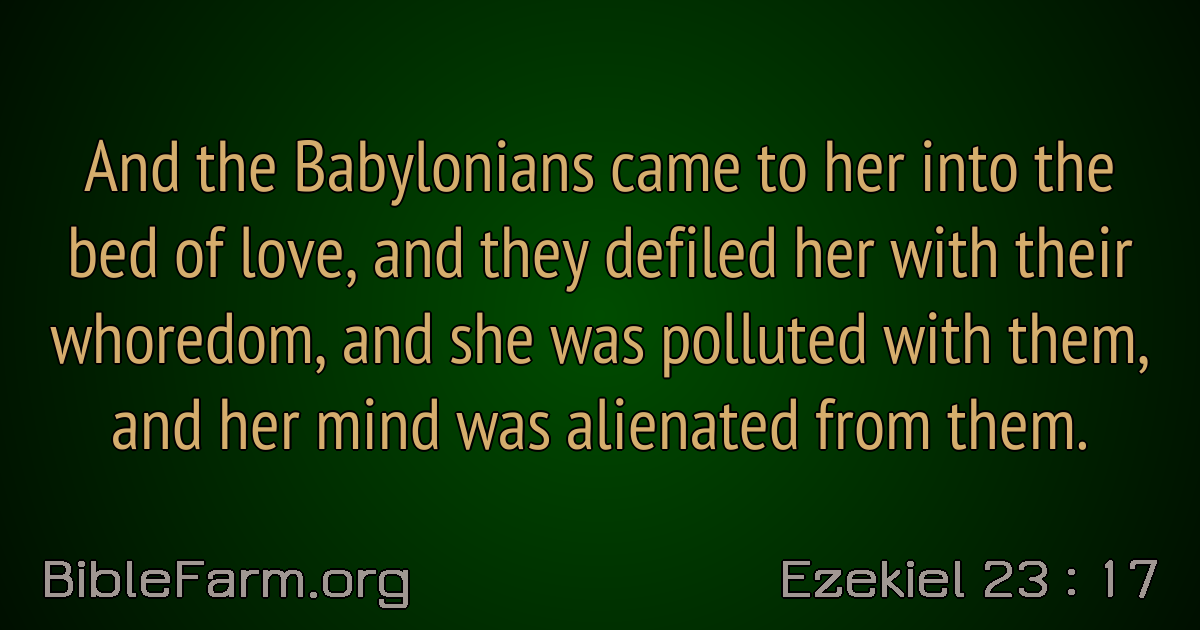 And the Babylonians came to her into the
bed of love, and they defiled her with their
whoredom, and she was polluted with them,
and her mind was alienated from them.
BibleFarm.org
Ezekiel 23 : 17